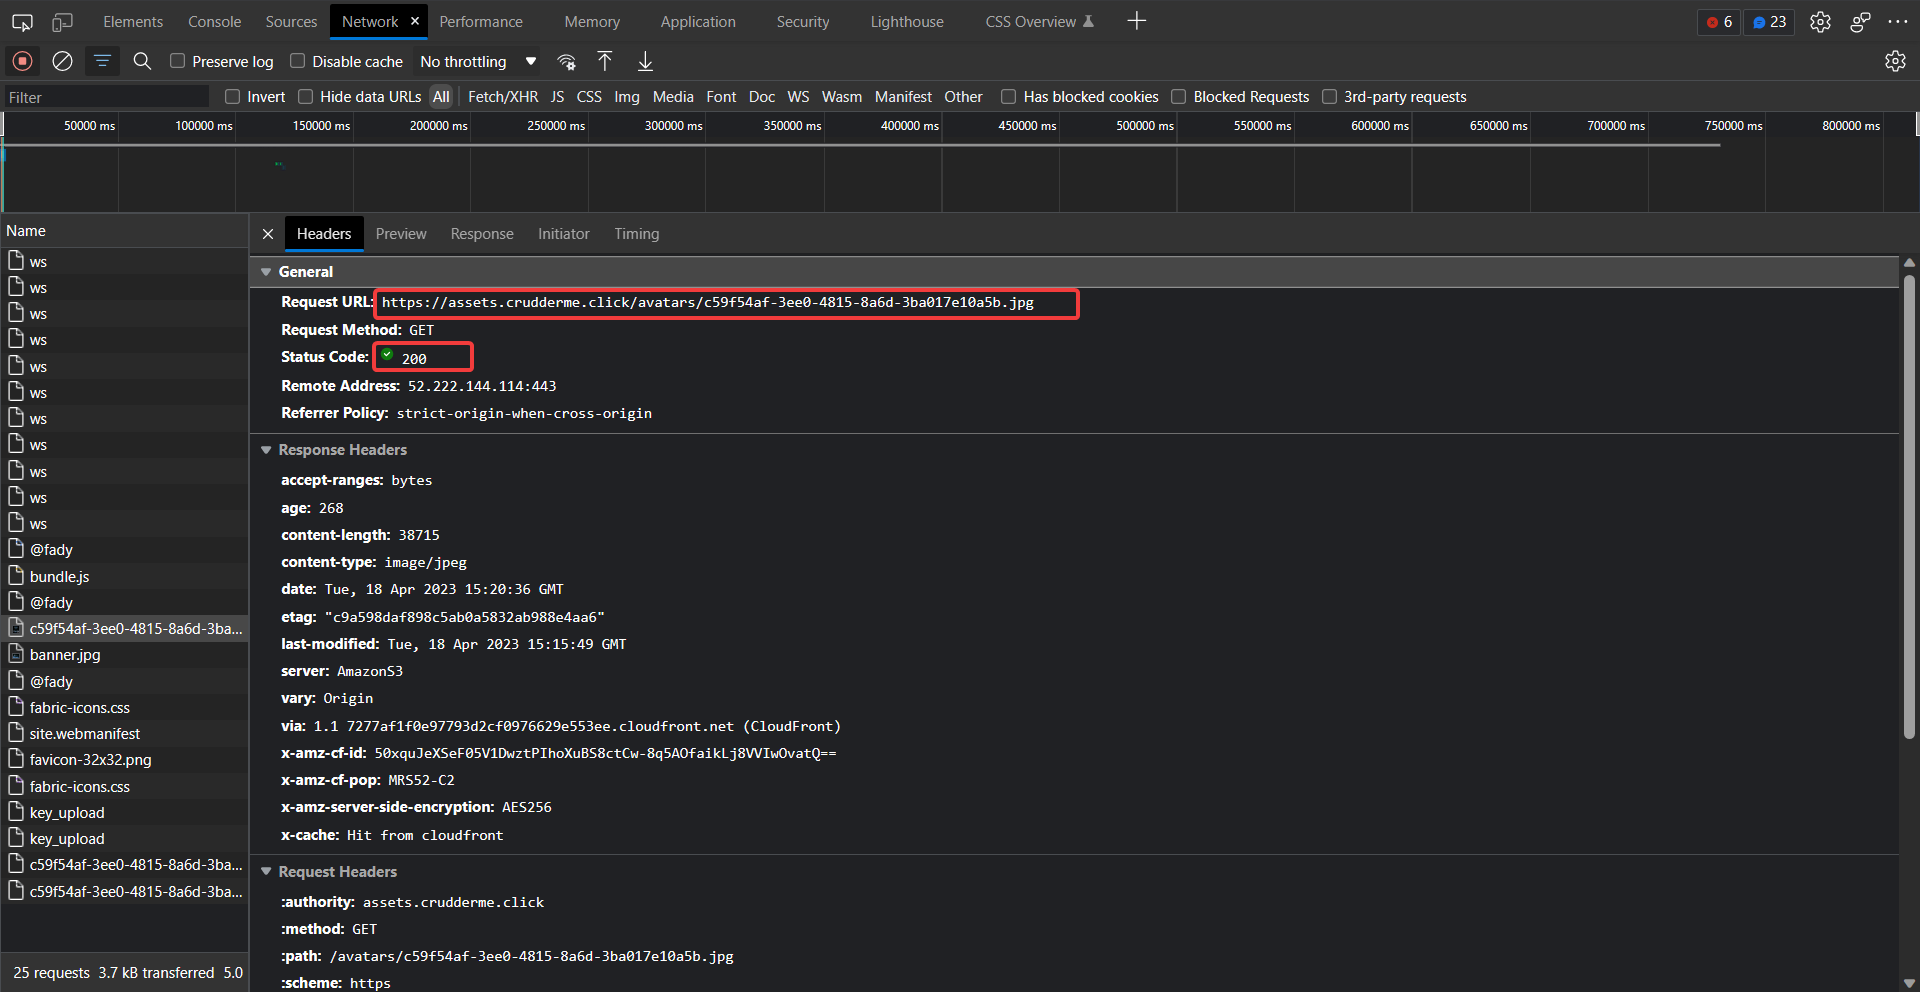 Elements Console Sources Network × Performance Memory Application Security Lighthouse CSS Overview 6 23
Preserve log Disable cache No throttling
Filter Invert Hide data URLs All Fetch/XHR JS CSS Img Media Font Doc WS Wasm Manifest Other Has blocked cookies Blocked Requests 3rd-party requests
50000 ms 100000 ms 150000 ms 200000 ms 250000 ms 300000 ms 350000 ms 400000 ms 450000 ms 500000 ms 550000 ms 600000 ms 650000 ms 700000 ms 750000 ms 800000 ms
Name
ws
ws
ws
ws
ws
ws
ws
ws
ws
ws
ws
@fady
bundle.js
@fady
c59f54af-3ee0-4815-8a6d-3ba...
banner.jpg
@fady
fabric-icons.css
site.webmanifest
favicon-32x32.png
fabric-icons.css
key_upload
key_upload
c59f54af-3ee0-4815-8a6d-3ba...
c59f54af-3ee0-4815-8a6d-3ba...
25 requests 3.7 kB transferred 5.0
Headers Preview Response Initiator Timing
General
Request URL: https://assets.crudderme.click/avatars/c59f54af-3ee0-4815-8a6d-3ba017e10a5b.jpg
Request Method: GET
Status Code: 200
Remote Address: 52.222.144.114:443
Referrer Policy: strict-origin-when-cross-origin
Response Headers
accept-ranges: bytes
age: 268
content-length: 38715
content-type: image/jpeg
date: Tue, 18 Apr 2023 15:20:36 GMT
etag: "c9a598daf898c5ab0a5832ab988e4aa6"
last-modified: Tue, 18 Apr 2023 15:15:49 GMT
server: AmazonS3
vary: Origin
via: 1.1 7277af1f0e97793d2cf0976629e553ee.cloudfront.net (CloudFront)
x-amz-cf-id: 50xquJeXSeF05V1DwztPIhoXuBS8ctCw-8q5AOfaikLj8VVIwOvatQ==
x-amz-cf-pop: MRS52-C2
x-amz-server-side-encryption: AES256
x-cache: Hit from cloudfront
Request Headers
:authority: assets.crudderme.click
:method: GET
:path: /avatars/c59f54af-3ee0-4815-8a6d-3ba017e10a5b.jpg
:scheme: https